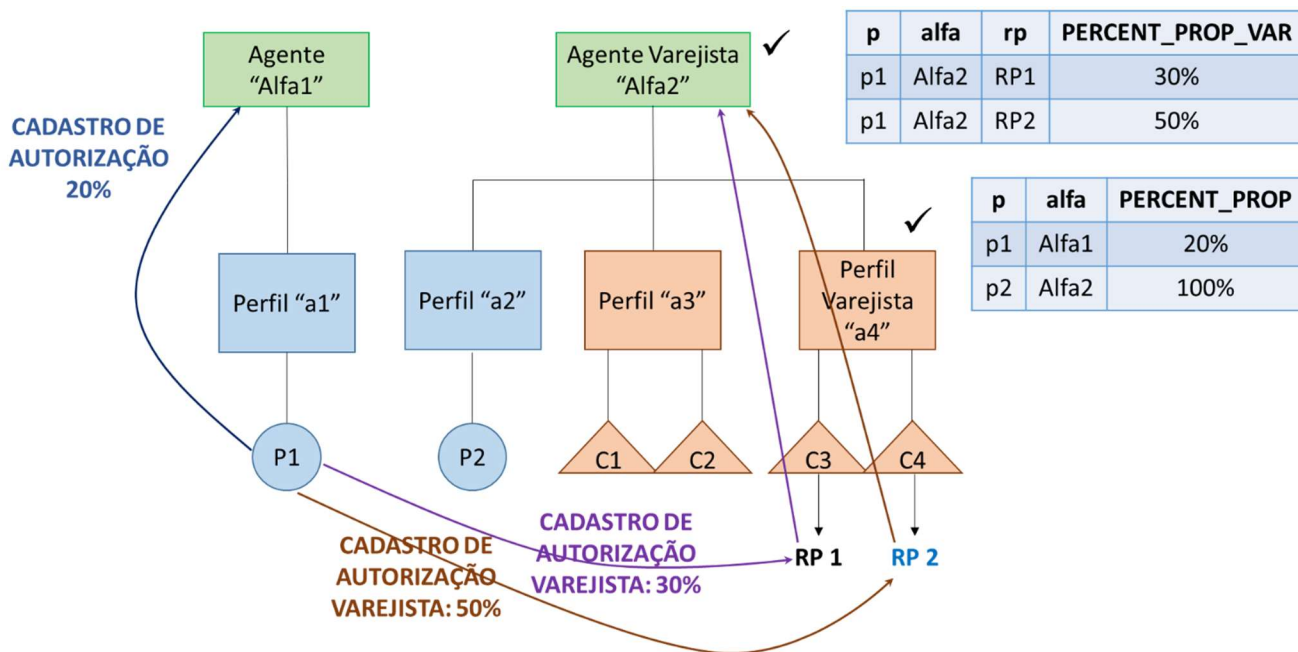 Agente
“Alfa1”
Agente Varejista
“Alfa2”
✓
p alfa rp PERCENT_PROP_VAR
p1 Alfa2 RP1 30%
p1 Alfa2 RP2 50%
CADASTRO DE
AUTORIZAÇÃO
20%
p alfa PERCENT_PROP
p1 Alfa1 20%
p2 Alfa2 100%
✓
Perfil “a1”
Perfil “a2”
Perfil “a3”
Perfil
Varejista
“a4”
P1
P2
C1
C2
C3
C4
CADASTRO DE
AUTORIZAÇÃO
VAREJISTA: 50%
CADASTRO DE
AUTORIZAÇÃO
VAREJISTA: 30%
RP 1
RP 2